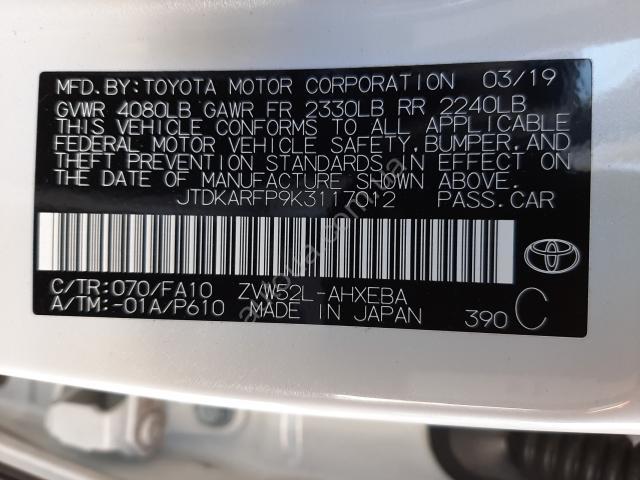 MFD. BY:TOYOTA MOTOR CORPORATION 03/19
GVWR 4080LB GAWR FR 2330LB RR 2240LB
THIS VEHICLE CONFORMS TO ALL APPLICABLE
FEDERAL MOTOR VEHICLE SAFETY, BUMPER, AND
THEFT PREVENTION STANDARDS IN EFFECT ON
THE DATE OF MANUFACTURE SHOWN ABOVE.
JTDKARFP9K3117012 PASS.CAR
C/TR:070/FA10 ZVW52L-AHXEBA
A/TM:-01A/P610 MADE IN JAPAN 390 C